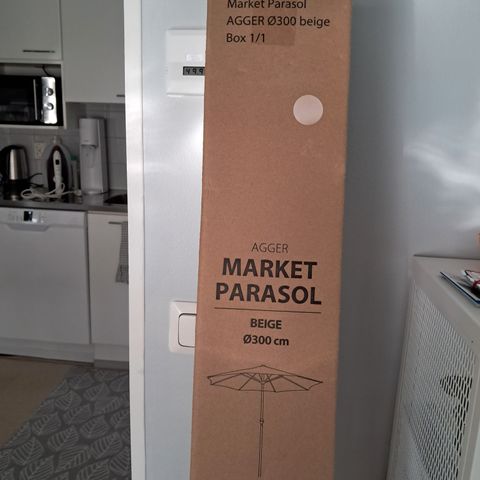 Market Parasol
AGGER Ø300 beige
Box 1/1
AGGER
MARKET
PARASOL
BEIGE
Ø300 cm